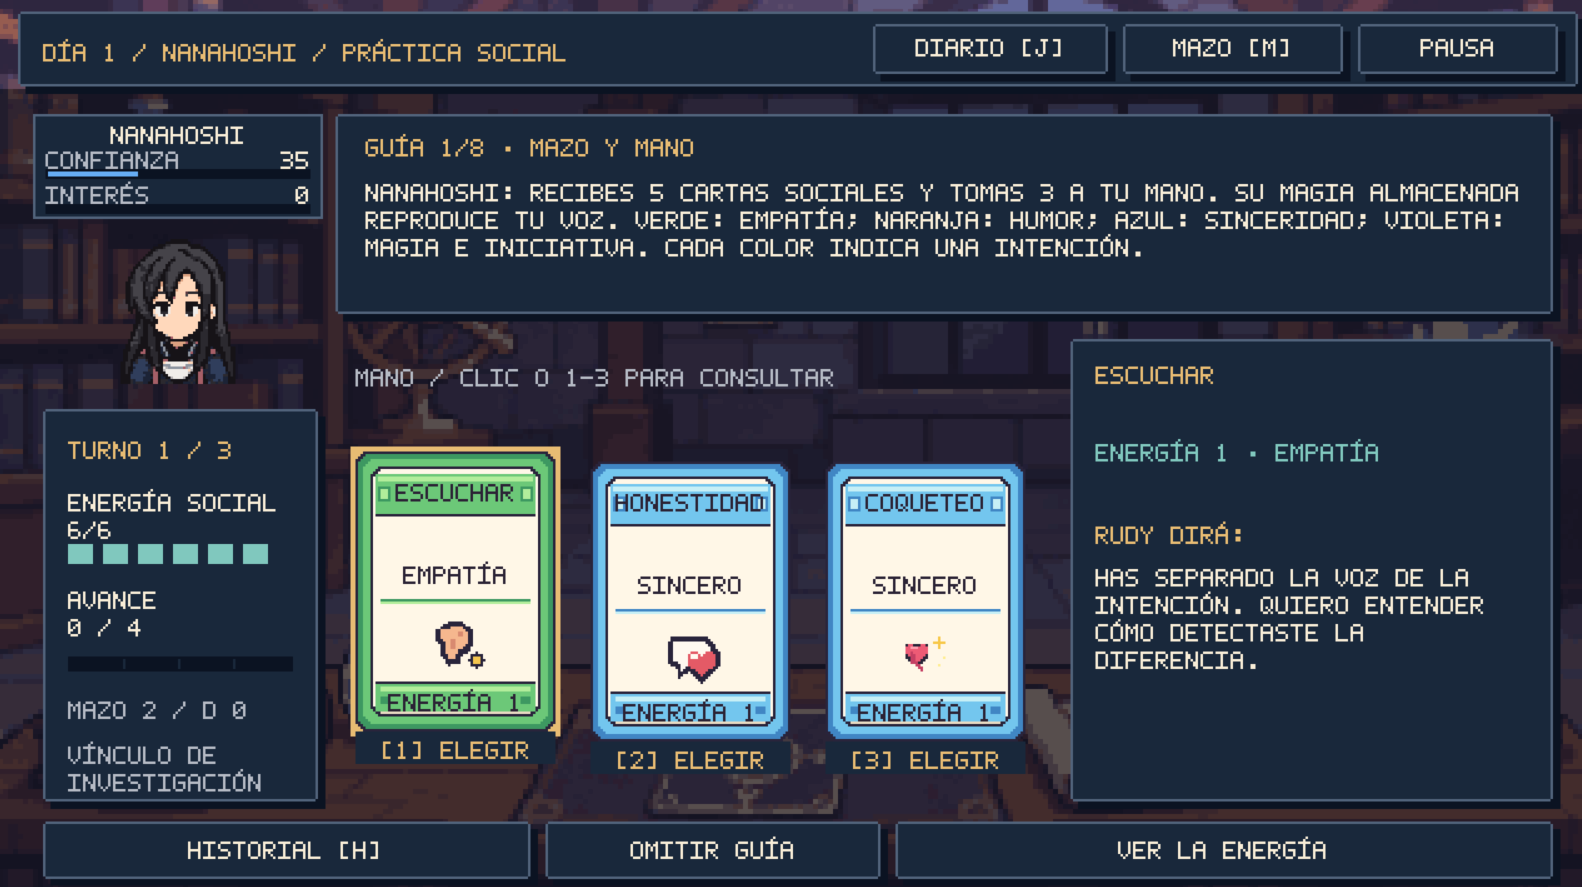 DÍA 1 / NANAHOSHI / PRÁCTICA SOCIAL
DIARIO [J]
MAZO [M]
PAUSA
NANAHOSHI
CONFIANZA 35
INTERÉS 0
GUÍA 1/8 · MAZO Y MANO
NANAHOSHI: RECIBES 5 CARTAS SOCIALES Y TOMAS 3 A TU MANO. SU MAGIA ALMACENADA
REPRODUCE TU VOZ. VERDE: EMPATÍA; NARANJA: HUMOR; AZUL: SINCERIDAD; VIOLETA:
MAGIA E INICIATIVA. CADA COLOR INDICA UNA INTENCIÓN.
MANO / CLIC O 1-3 PARA CONSULTAR
TURNO 1 / 3
ENERGÍA SOCIAL
6/6
AVANCE
0 / 4
MAZO 2 / D 0
VÍNCULO DE
INVESTIGACIÓN
ESCUCHAR
EMPATÍA
ENERGÍA 1
[1] ELEGIR
HONESTIDAD
SINCERO
ENERGÍA 1
[2] ELEGIR
COQUETEO
SINCERO
ENERGÍA 1
[3] ELEGIR
ESCUCHAR
ENERGÍA 1 · EMPATÍA
RUDY DIRÁ:
HAS SEPARADO LA VOZ DE LA
INTENCIÓN. QUIERO ENTENDER
CÓMO DETECTASTE LA
DIFERENCIA.
HISTORIAL [H]
OMITIR GUÍA
VER LA ENERGÍA